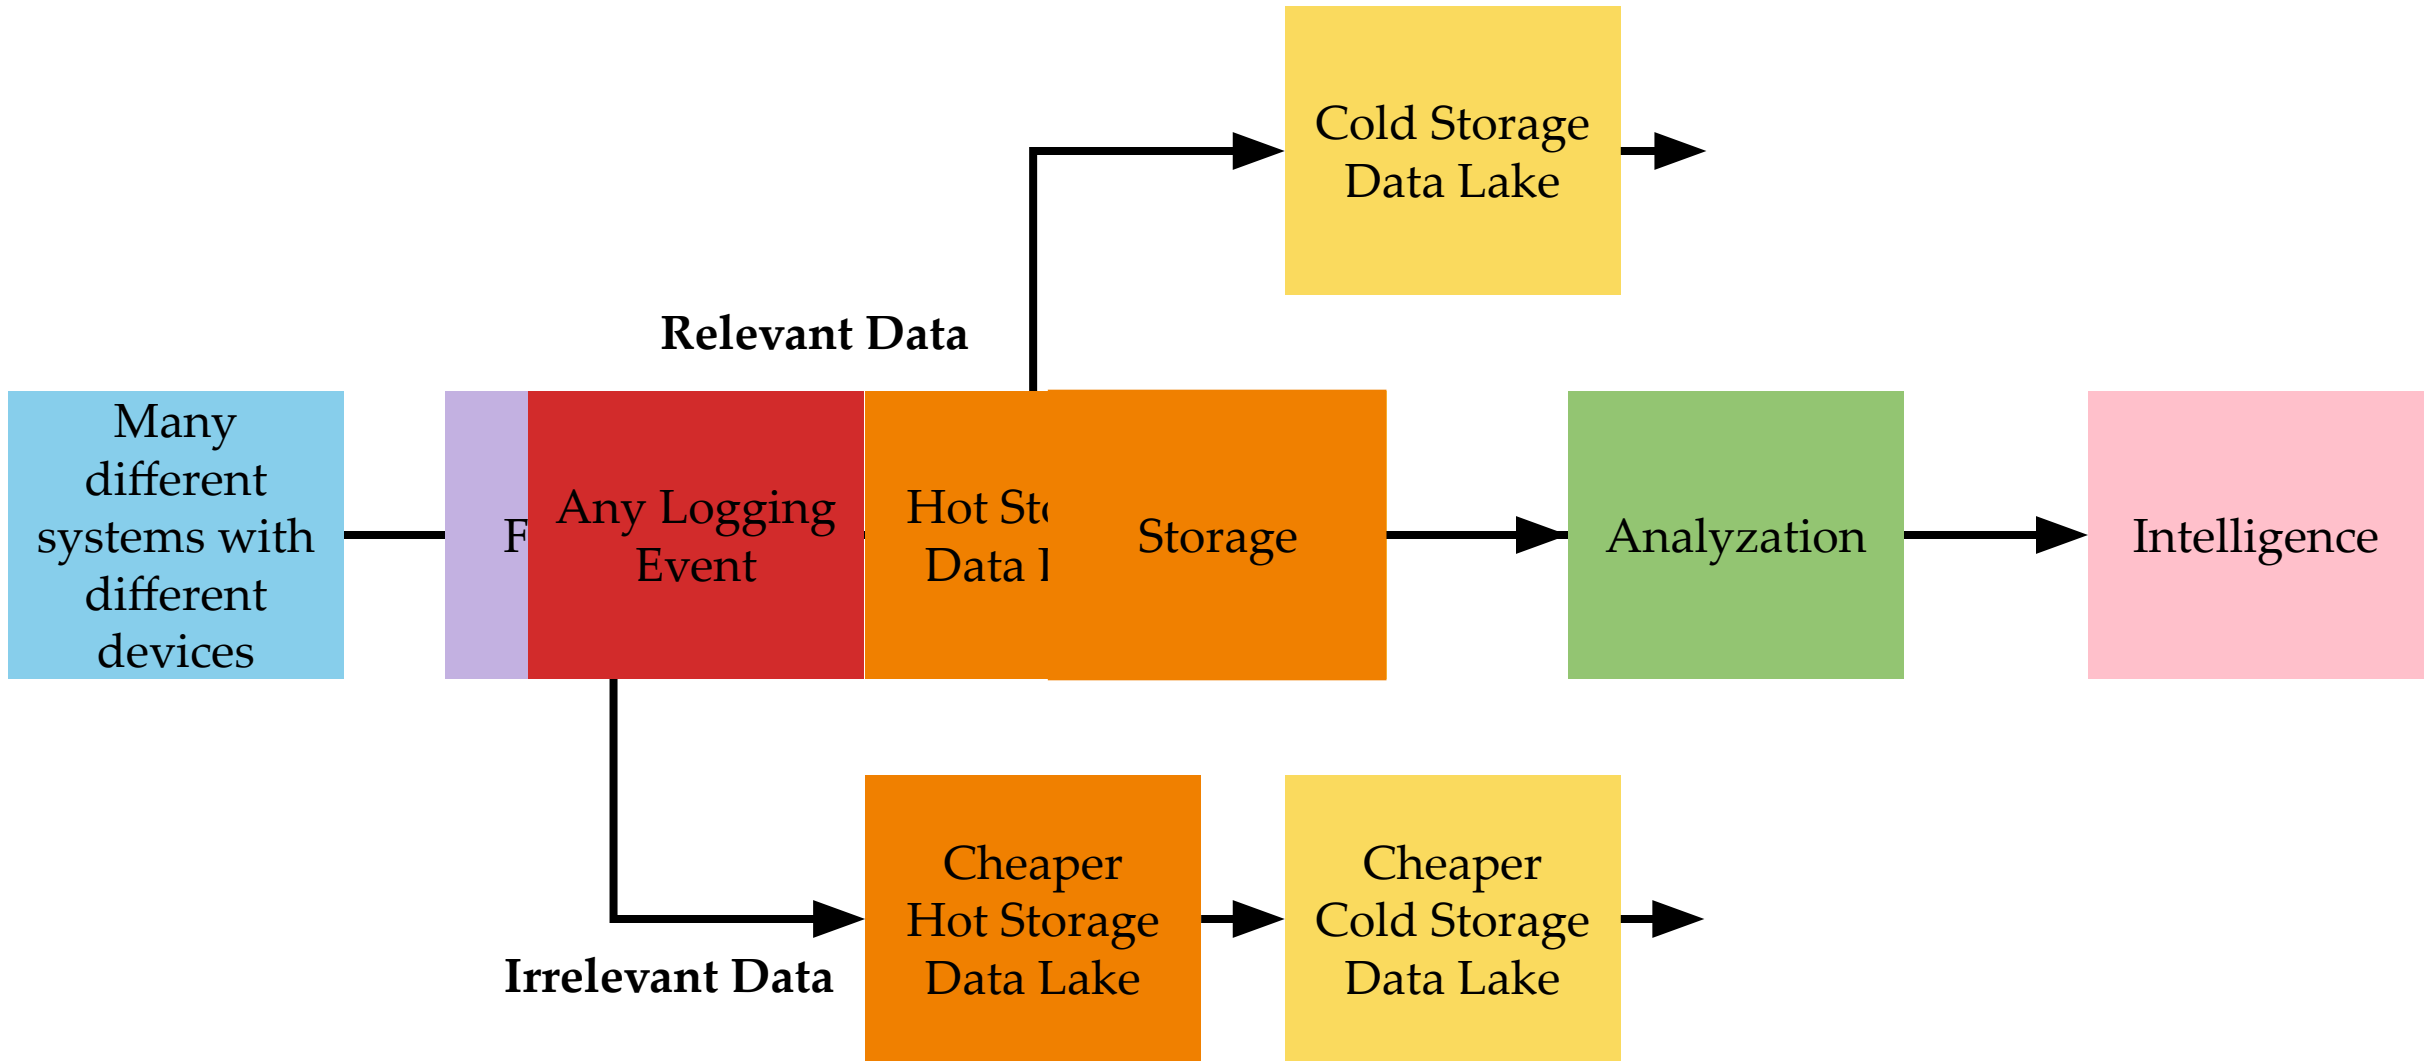 Cold Storage
Data Lake
Relevant Data
Many
different
systems with
different
devices
Any Logging
Event
Hot
Data
Storage
Analyzation
Intelligence
Cheaper
Hot Storage
Data Lake
Cheaper
Cold Storage
Data Lake
Irrelevant Data